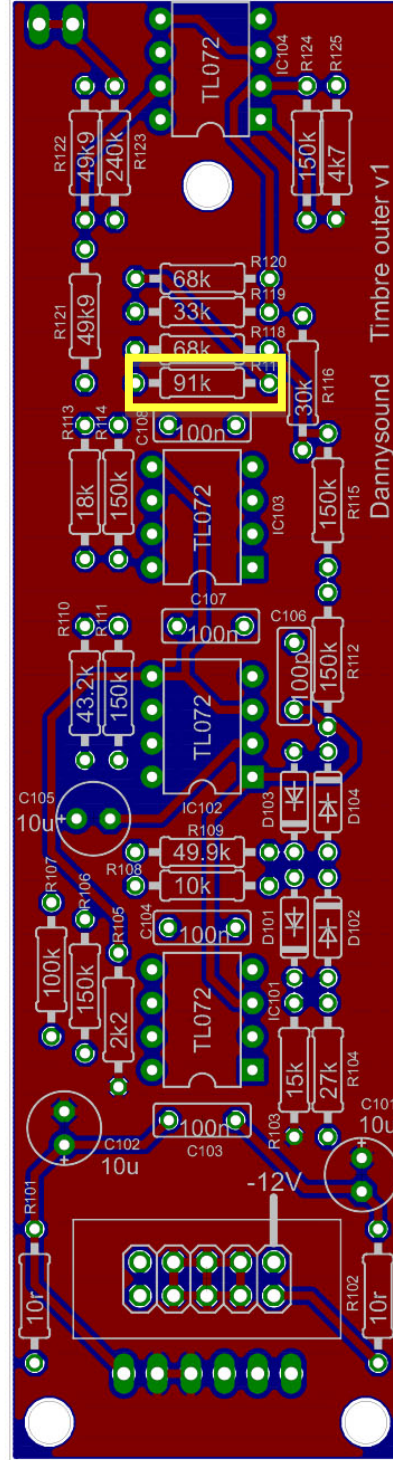 TL072
IC104
R124
R125
R122
49k9
240k
R123
150k
4k7
R120
68k
R119
33k
R118
68k
91k
R121
49k9
R116
30k
R113
R114
C108
100n
18k
150k
TL072
IC103
150k
R115
Dannysound Timbre outer v1
C107
100n
C106
100p
R110
R111
43.2k
150k
TL072
IC102
150k
R112
C105
10u
+
D103
D104
R109
49.9k
R108
10k
R107
R106
R105
C104
100n
D101
D102
100k
150k
2k2
TL072
IC101
15k
27k
R103
R104
C102
10u
+
100n
C103
C101
10u
+
-12V
R101
10r
R102
10r